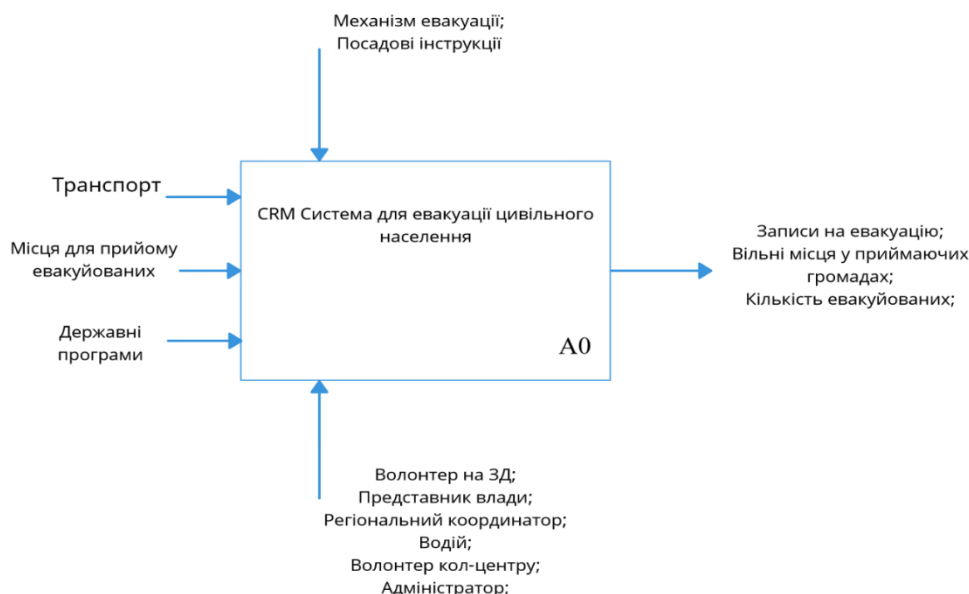 Механізм евакуації;
Посадові інструкції
Транспорт
Місця для прийому
евакуйованих
Державні
програми
CRM Система для евакуації цивільного
населення
A0
Записи на евакуацію;
Вільні місця у приймаючих
громадах;
Кількість евакуйованих;
Волонтер на ЗД;
Представник влади;
Регіональний координатор;
Водій;
Волонтер кол-центру;
Адміністратор;